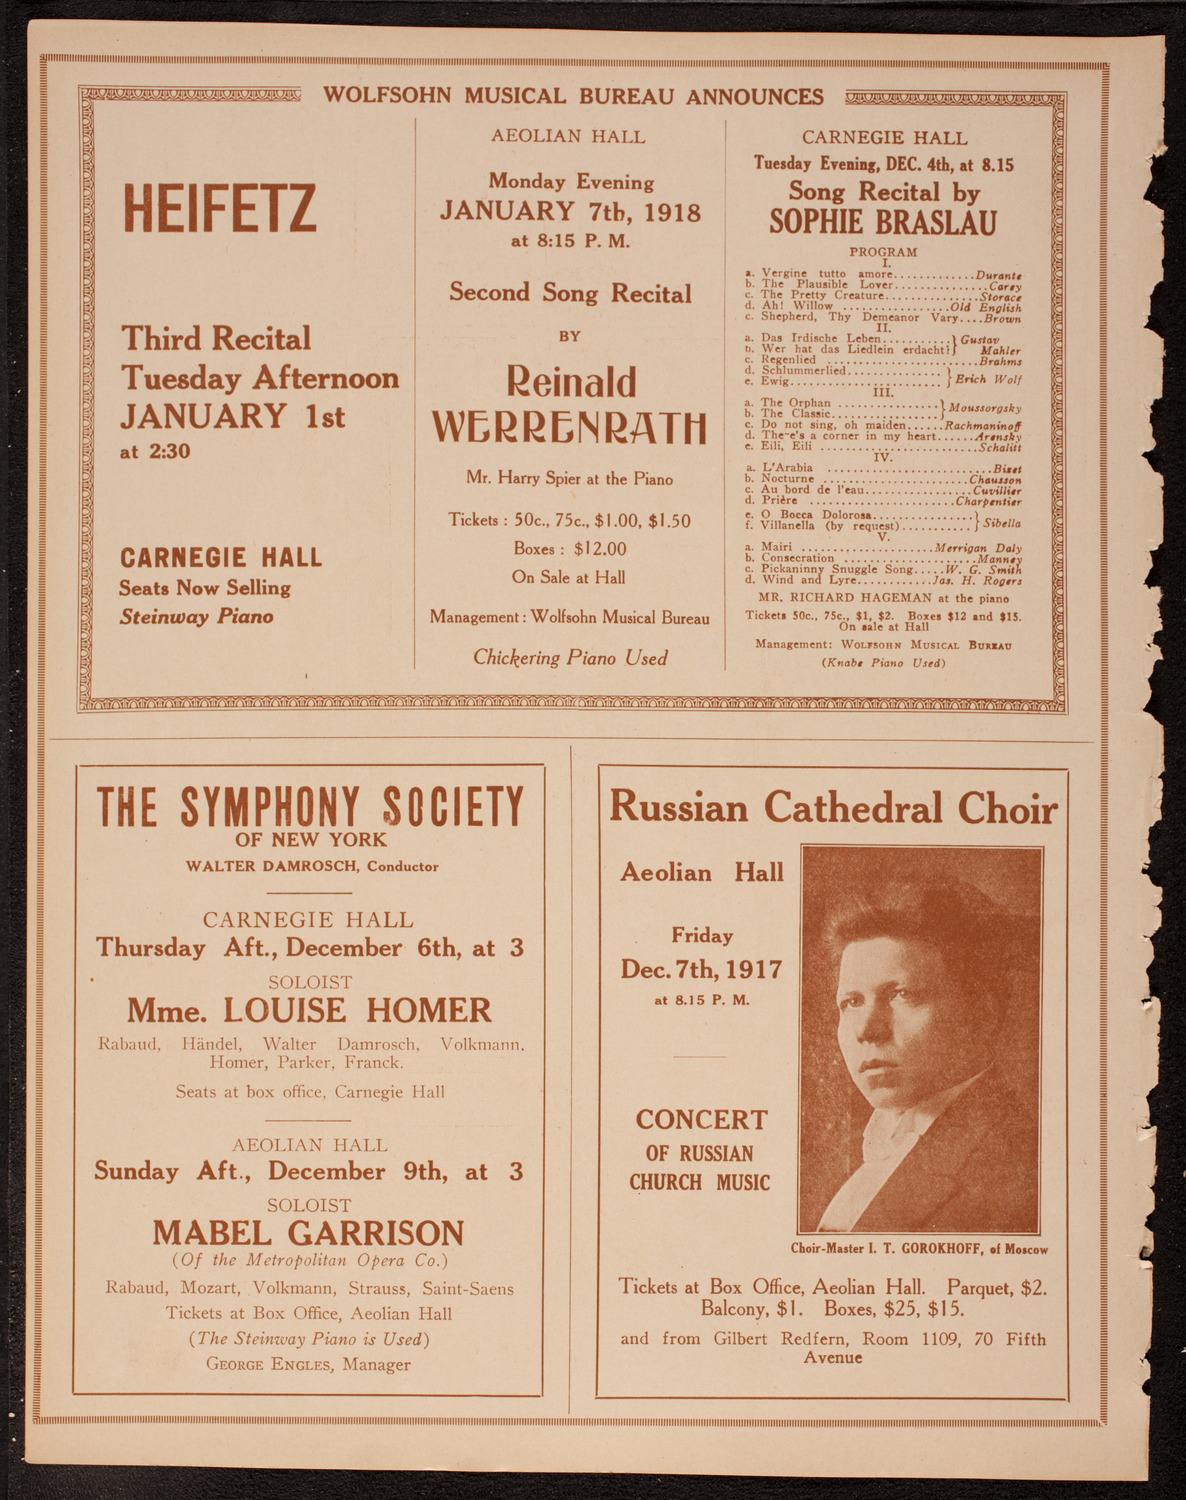 WOLFSOHN MUSICAL BUREAU ANNOUNCES
HEIFETZ
Third Recital
Tuesday Afternoon
JANUARY 1st
at 2:30
CARNEGIE HALL
Seats Now Selling
Steinway Piano
AEOLIAN HALL
Monday Evening
JANUARY 7th, 1918
at 8:15 P. M.
Second Song Recital
BY
Reinald
WERRENRATH
Mr. Harry Spier at the Piano
Tickets : 50c., 75c., $1.00, $1.50
Boxes : $12.00
On Sale at Hall
Management : Wolfsohn Musical Bureau
Chickering Piano Used
CARNEGIE HALL
Tuesday Evening, DEC. 4th, at 8.15
Song Recital by
SOPHIE BRASLAU
PROGRAM
I.
a. Vergine tutto amore.............Durante
b. The Plausible Lover...............Carey
c. The Pretty Creature...............Storace
d. Ah! Willow .................Old English
c. Shepherd, Thy Demeanor Vary....Brown
II.
a. Das Irdische Leben..........} Gustav
b. Wer hat das Liedlein erdacht?} Mahler
c. Regenlied .........................Brahms
d. Schlummerlied................}
e. Ewig........................} Erich Wolf
III.
a. The Orphan ................}
b. The Classic..................} Moussorgsky
c. Do not sing, oh maiden......Rachmaninoff
d. There's a corner in my heart......Arensky
e. Eili, Eili .........................Schalitt
IV.
a. L'Arabia ...........................Bizet
b. Nocturne .......................Chausson
c. Au bord de l'eau.................Cuvillier
d. Prière .......................Charpentier
e. O Bocca Dolorosa................}
f. Villanella (by request)...........} Sibella
V.
a. Mairi .....................Merrigan Daly
b. Consecration ....................Manney
c. Pickaninny Snuggle Song.....W. G. Smith
d. Wind and Lyre............Jas. H. Rogers
MR. RICHARD HAGEMAN at the piano
Tickets 50c., 75c., $1, $2. Boxes $12 and $15.
On sale at Hall
Management: WOLFSOHN MUSICAL BUREAU
(Knabe Piano Used)
THE SYMPHONY SOCIETY
OF NEW YORK
WALTER DAMROSCH, Conductor
CARNEGIE HALL
Thursday Aft., December 6th, at 3
SOLOIST
Mme. LOUISE HOMER
Rabaud, Händel, Walter Damrosch, Volkmann,
Homer, Parker, Franck.
Seats at box office, Carnegie Hall
AEOLIAN HALL
Sunday Aft., December 9th, at 3
SOLOIST
MABEL GARRISON
(Of the Metropolitan Opera Co.)
Rabaud, Mozart, Volkmann, Strauss, Saint-Saens
Tickets at Box Office, Aeolian Hall
(The Steinway Piano is Used)
GEORGE ENGLES, Manager
Russian Cathedral Choir
Aeolian Hall
Friday
Dec. 7th, 1917
at 8.15 P. M.
CONCERT
OF RUSSIAN
CHURCH MUSIC
Choir-Master I. T. GOROKHOFF, of Moscow
Tickets at Box Office, Aeolian Hall. Parquet, $2.
Balcony, $1. Boxes, $25, $15.
and from Gilbert Redfern, Room 1109, 70 Fifth
Avenue